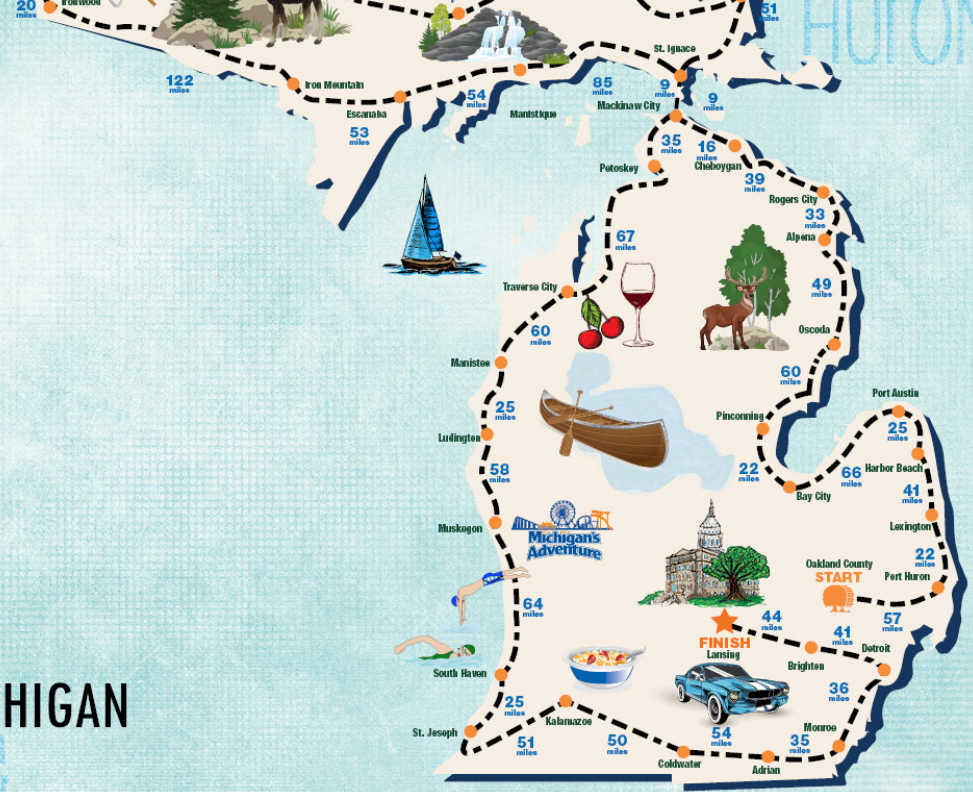 20
miles
Ironwood
51
miles
Huron
St. Ignace
122
miles
Iron Mountain
85
miles
9
miles
9
miles
54
miles
Mackinaw City
Escanaba
Manistique
53
miles
35
miles
16
miles
Cheboygan
Petoskey
39
miles
Rogers City
33
miles
Alpena
67
miles
49
miles
Traverse City
60
miles
Oscoda
Manistee
60
miles
Port Austin
25
miles
Pinconning
25
miles
Ludington
58
miles
22
miles
66
miles
Harbor Beach
Bay City
41
miles
Lexington
Muskegon
Michigan's
Adventure
22
miles
Oakland County
START
Port Huron
64
miles
44
miles
57
miles
41
miles
FINISH
Lansing
Detroit
Brighten
South Haven
36
miles
HIGAN
25
miles
Kalamazoo
St. Joseph
51
miles
50
miles
54
miles
35
miles
Monroe
Coldwater
Adrian